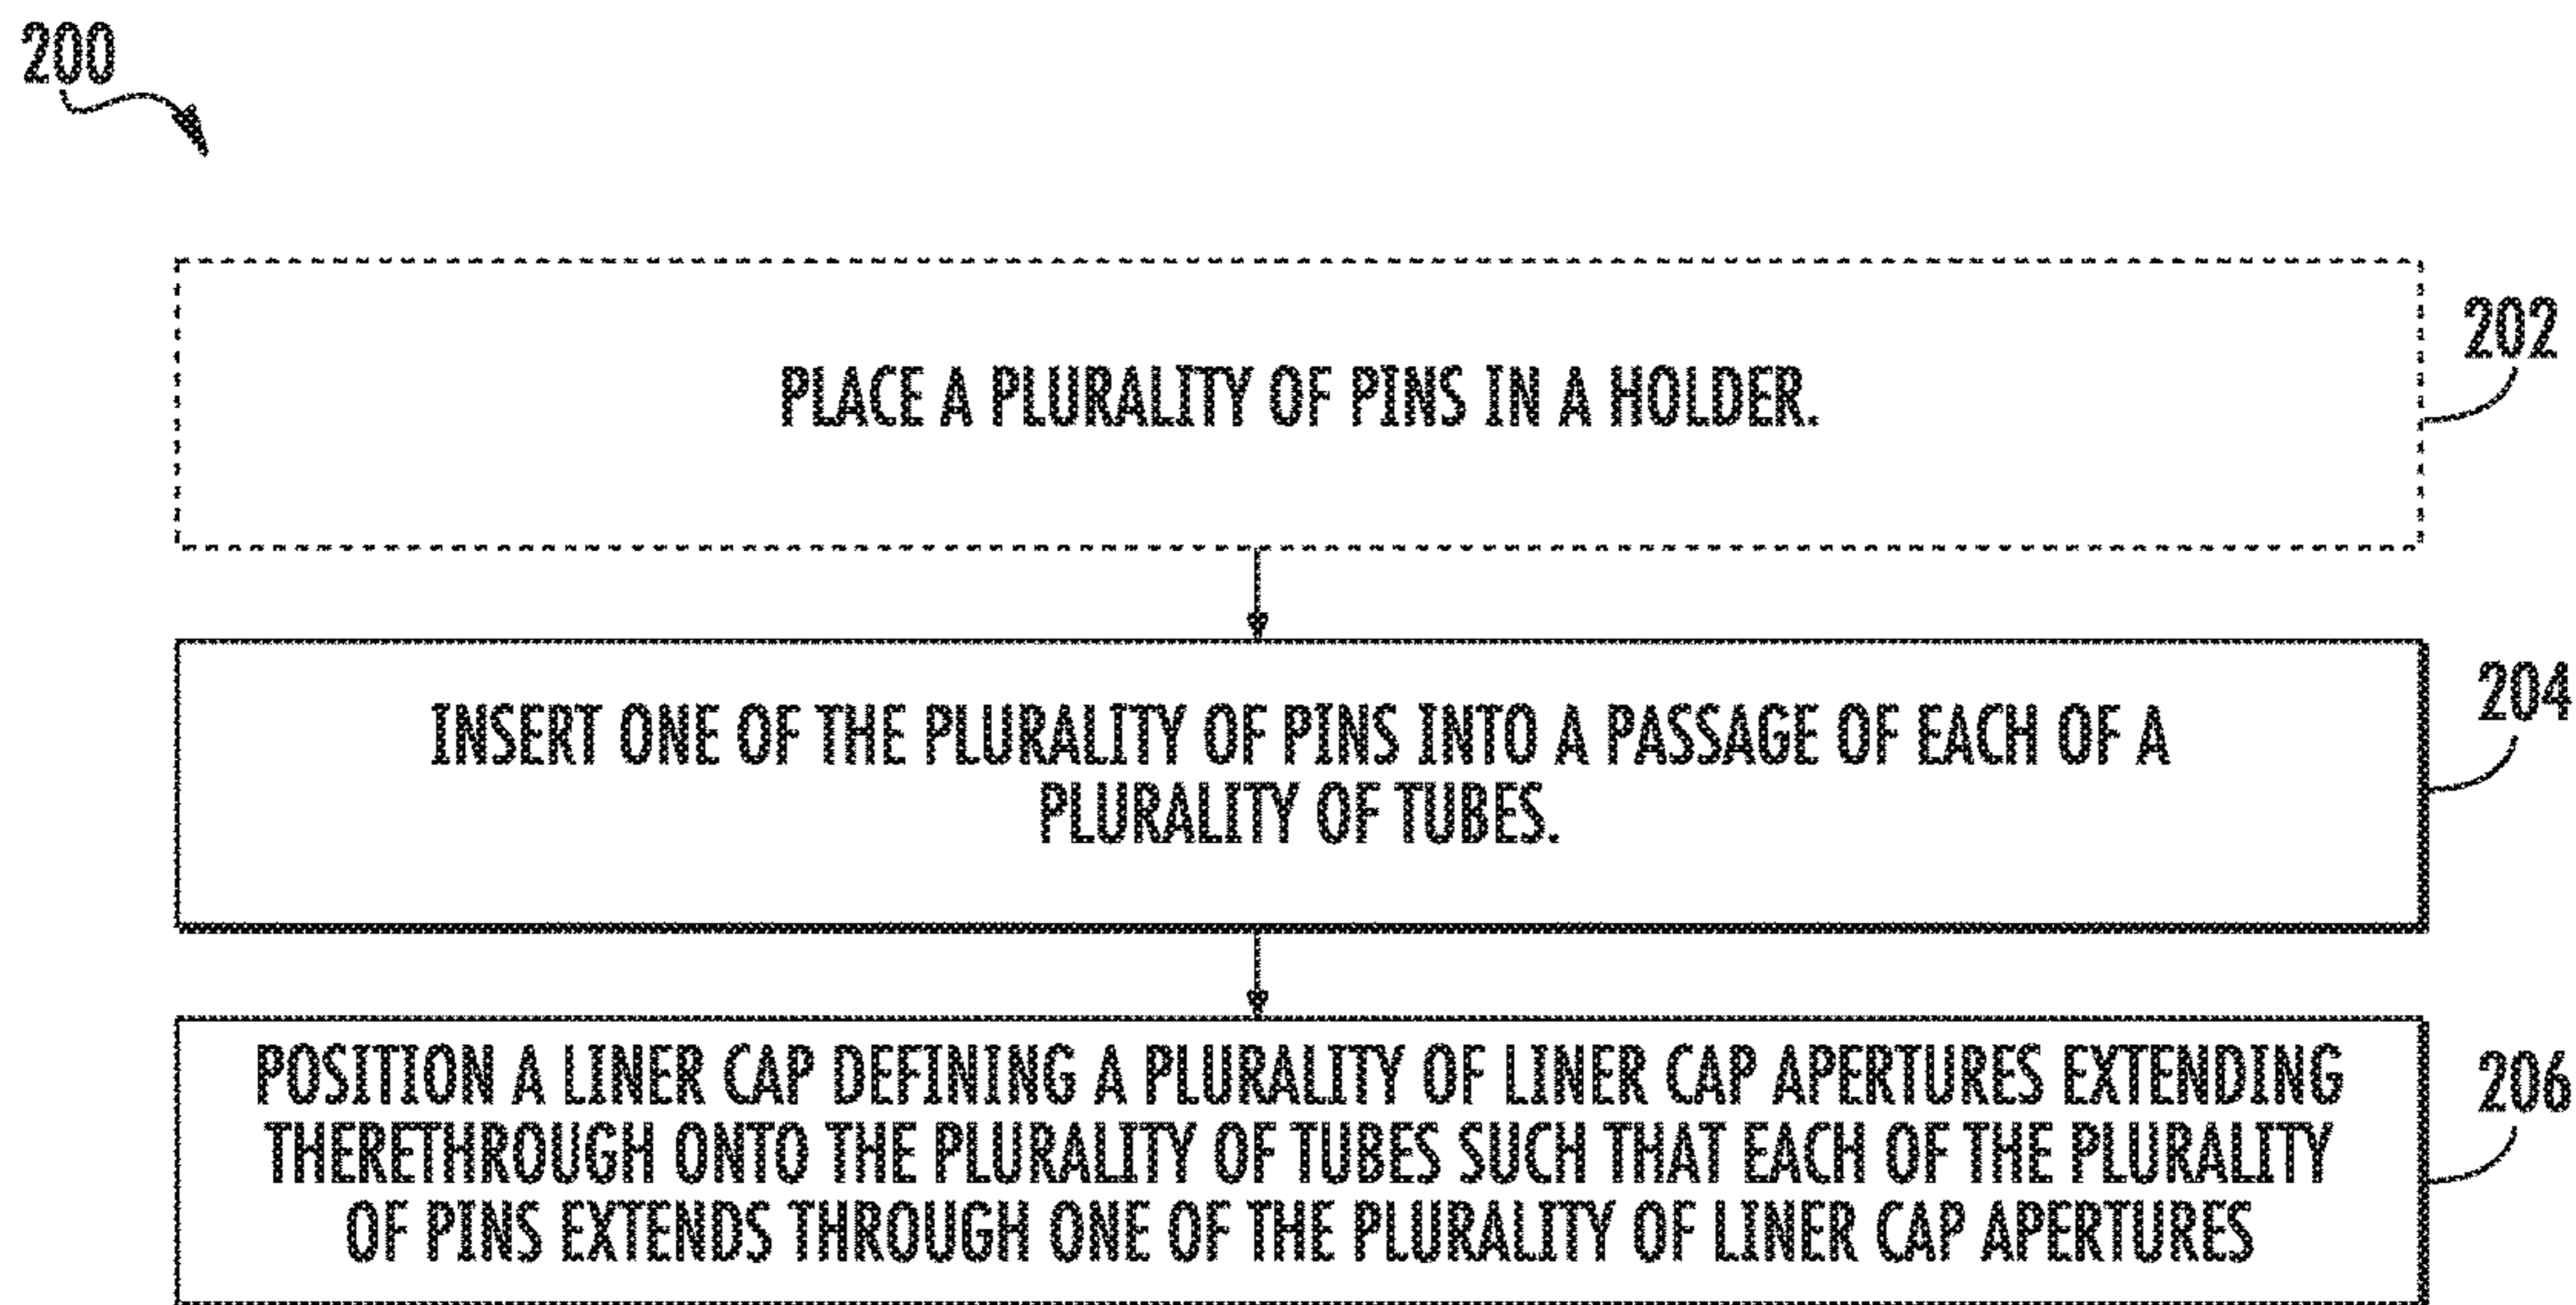 200
PLACE A PLURALITY OF PINS IN A HOLDER.
202
INSERT ONE OF THE PLURALITY OF PINS INTO A PASSAGE OF EACH OF A
PLURALITY OF TUBES.
204
POSITION A LINER CAP DEFINING A PLURALITY OF LINER CAP APERTURES EXTENDING
THERETHROUGH ONTO THE PLURALITY OF TUBES SUCH THAT EACH OF THE PLURALITY
OF PINS EXTENDS THROUGH ONE OF THE PLURALITY OF LINER CAP APERTURES
206